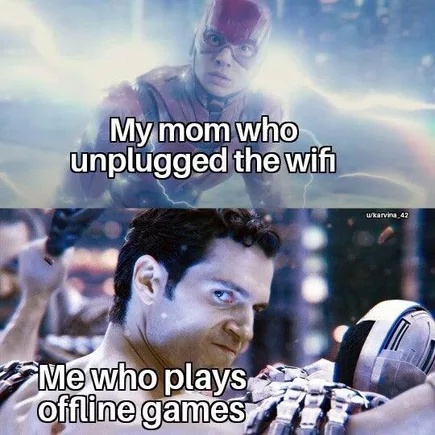 My mom who
unplugged the wifi
u/karvina_42
Me who plays
offline games